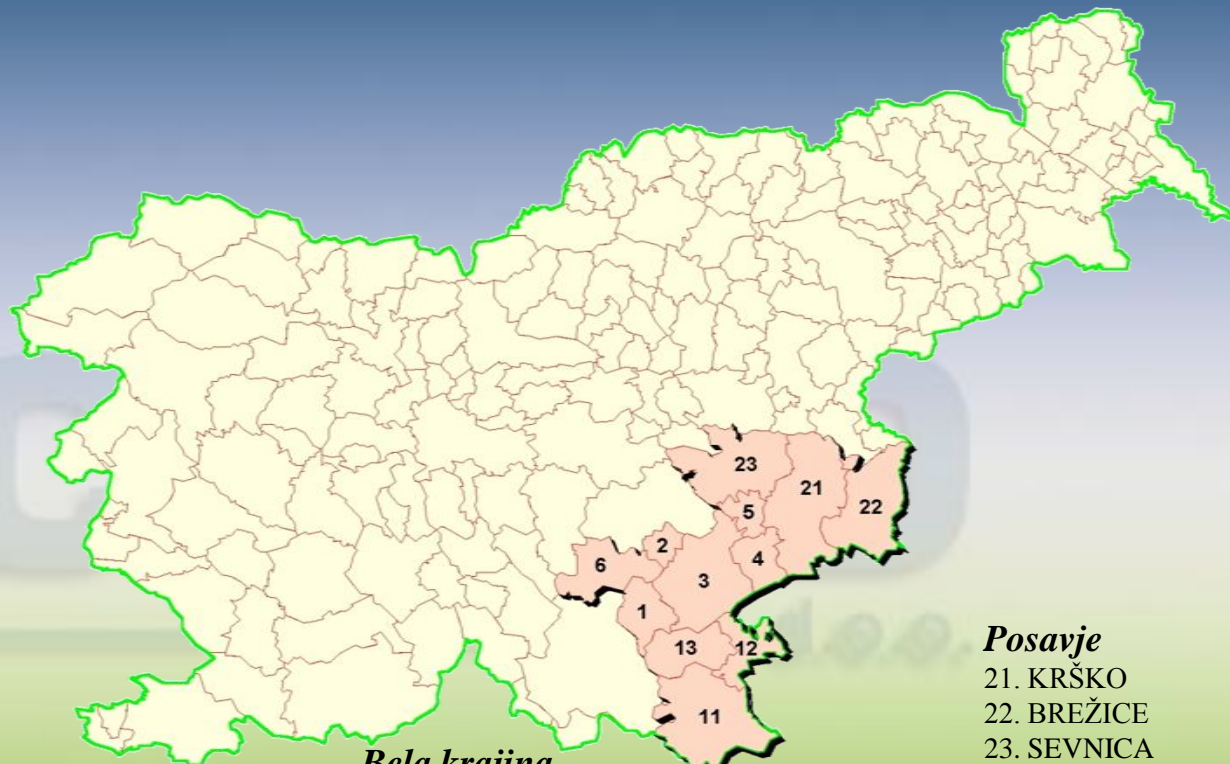 23
21
22
5
2
4
6
3
1
13
12
11
d.o.o.
Posavje
21. KRŠKO
22. BREŽICE
23. SEVNICA
Bela krajina